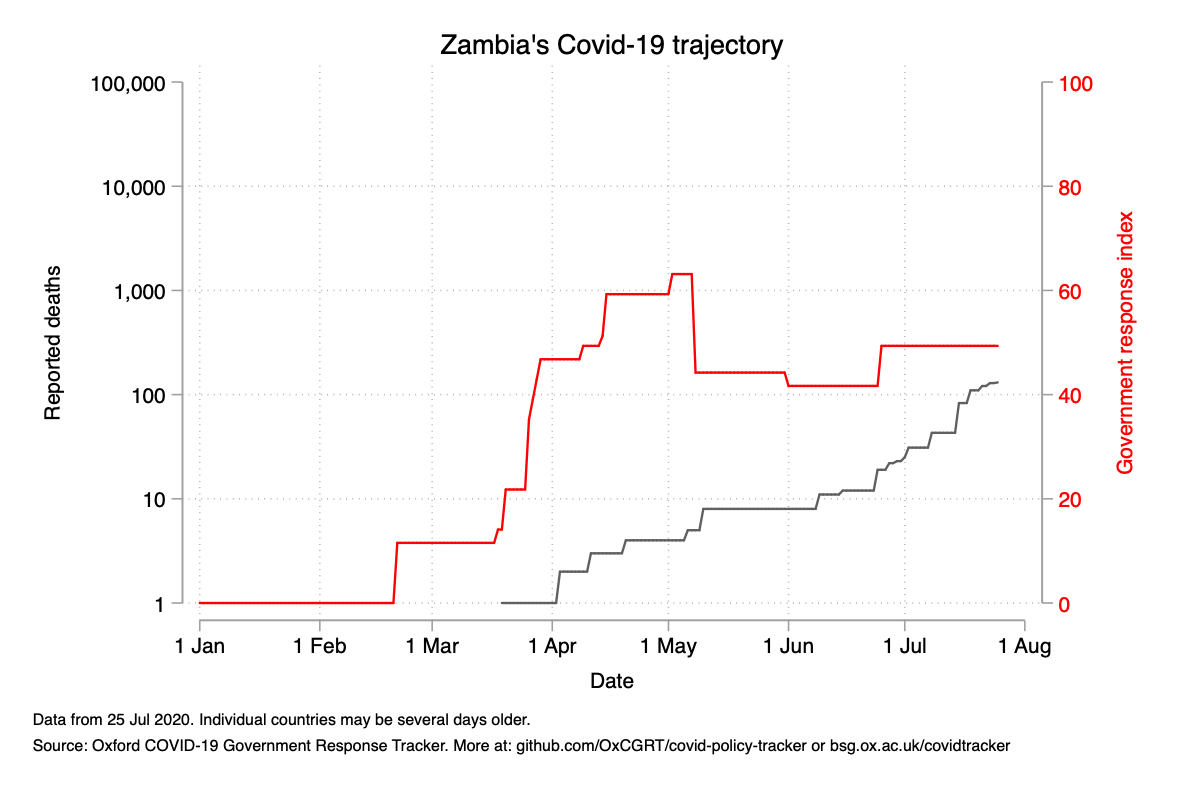 Zambia's Covid-19 trajectory
100,000
10,000
1,000
100
10
1
Reported deaths
100
80
60
40
20
0
Government response index
1 Jan
1 Feb
1 Mar
1 Apr
1 May
1 Jun
1 Jul
1 Aug
Date
Data from 25 Jul 2020. Individual countries may be several days older.
Source: Oxford COVID-19 Government Response Tracker. More at: github.com/OxCGRT/covid-policy-tracker or bsg.ox.ac.uk/covidtracker